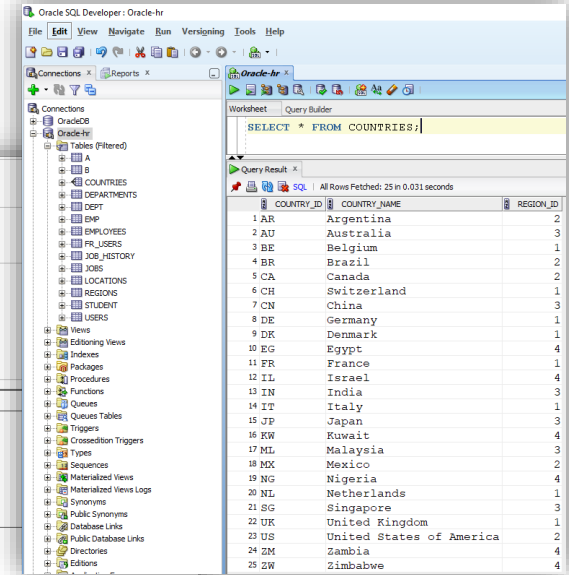 Oracle SQL Developer : Oracle-hr
File Edit View Navigate Run Versioning Tools Help
Connections x Reports x
Connections
OradeDB
Oracle-hr
Tables (Filtered)
A
B
COUNTRIES
DEPARTMENTS
DEPT
EMP
EMPLOYEES
FR_USERS
JOB_HISTORY
JOBS
LOCATIONS
REGIONS
STUDENT
USERS
Views
Editioning Views
Indexes
Packages
Procedures
Functions
Queues
Queues Tables
Triggers
Crossedition Triggers
Types
Sequences
Materialized Views
Materialized Views Logs
Synonyms
Public Synonyms
Database Links
Public Database Links
Directories
Editions
Oracle-hr x
Worksheet Query Builder
SELECT * FROM COUNTRIES;
Query Result x
SQL | All Rows Fetched: 25 in 0.031 seconds
COUNTRY_ID COUNTRY_NAME REGION_ID
1 AR Argentina 2
2 AU Australia 3
3 BE Belgium 1
4 BR Brazil 2
5 CA Canada 2
6 CH Switzerland 1
7 CN China 3
8 DE Germany 1
9 DK Denmark 1
10 EG Egypt 4
11 FR France 1
12 IL Israel 4
13 IN India 3
14 IT Italy 1
15 JP Japan 3
16 KW Kuwait 4
17 ML Malaysia 3
18 MX Mexico 2
19 NG Nigeria 4
20 NL Netherlands 1
21 SG Singapore 3
22 UK United Kingdom 1
23 US United States of America 2
24 ZM Zambia 4
25 ZW Zimbabwe 4